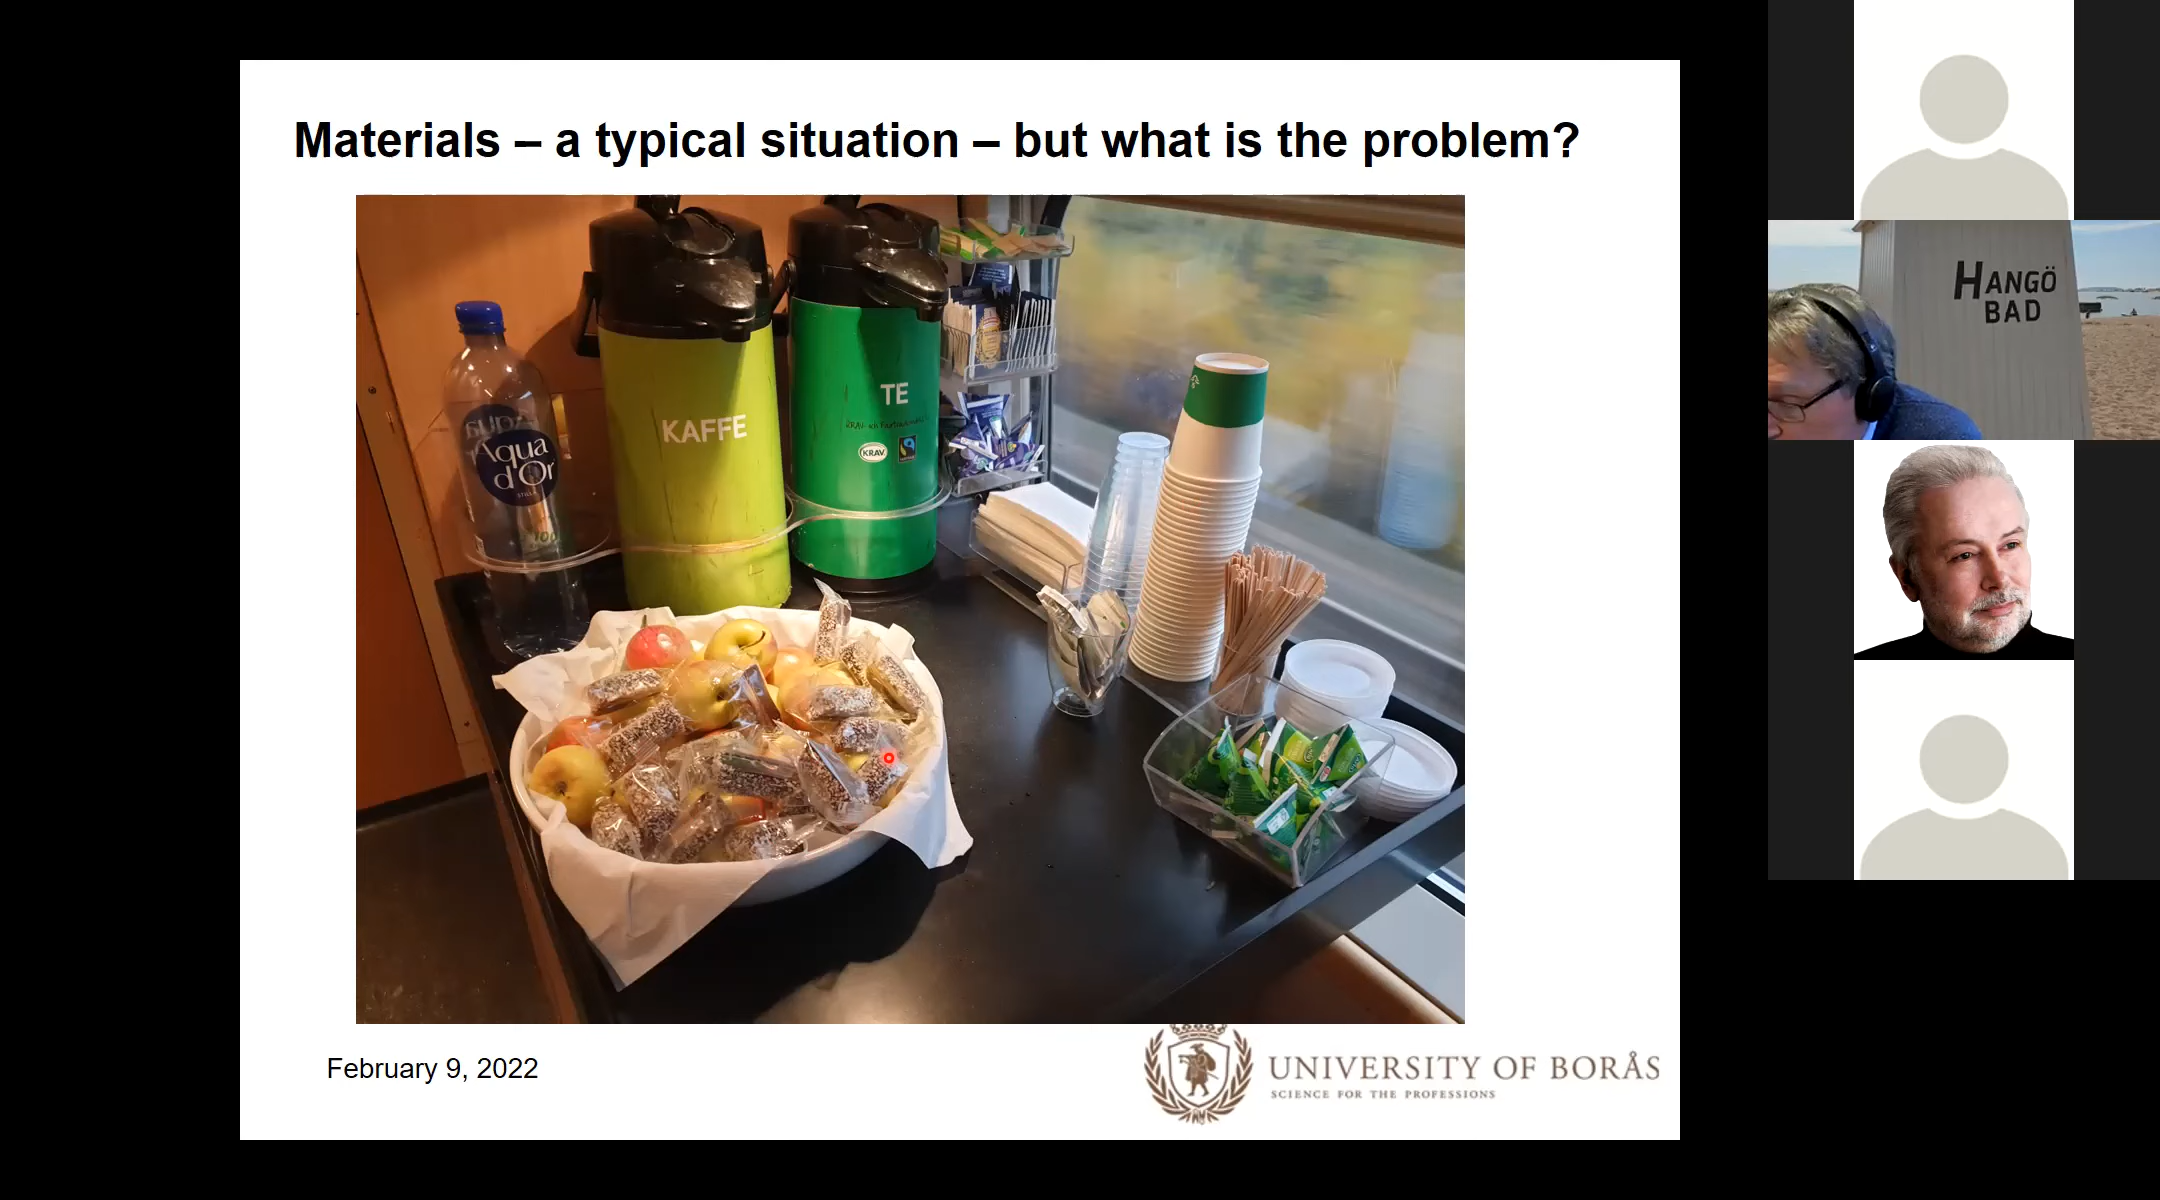 Materials – a typical situation – but what is the problem?
KAFFE
TE
KRAV
Aqua
d'Or
HANGÖ
BAD
February 9, 2022
UNIVERSITY OF BORÅS
SCIENCE FOR THE PROFESSIONS